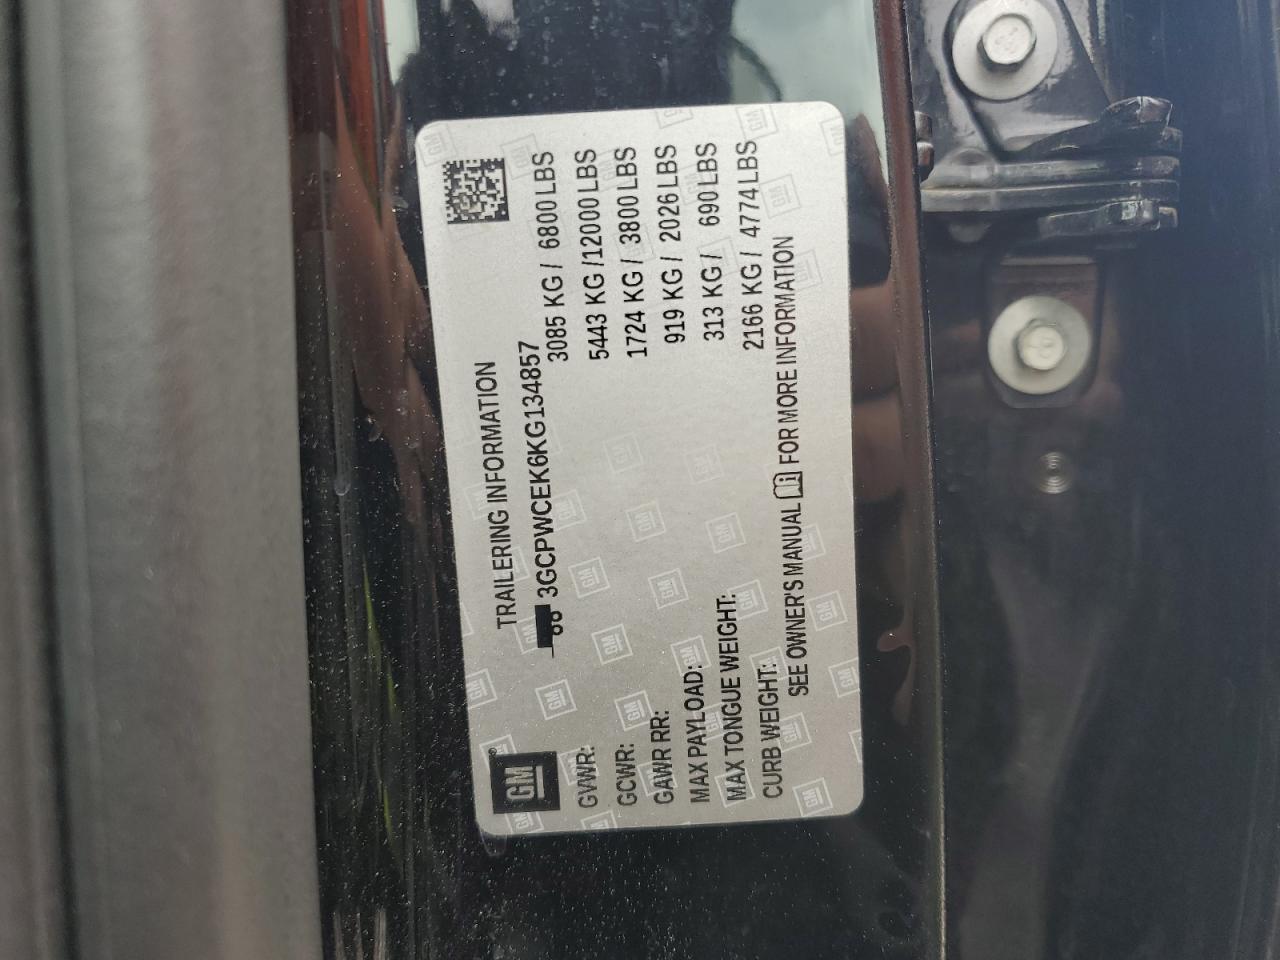 GM
TRAILERING INFORMATION
3GCPWCEK6KG134857
GVWR: 3085 KG / 6800 LBS
GCWR: 5443 KG /12000 LBS
GAWR RR: 1724 KG / 3800 LBS
MAX PAYLOAD: 919 KG / 2026 LBS
MAX TONGUE WEIGHT: 313 KG / 690 LBS
CURB WEIGHT: 2166 KG / 4774 LBS
SEE OWNER'S MANUAL FOR MORE INFORMATION